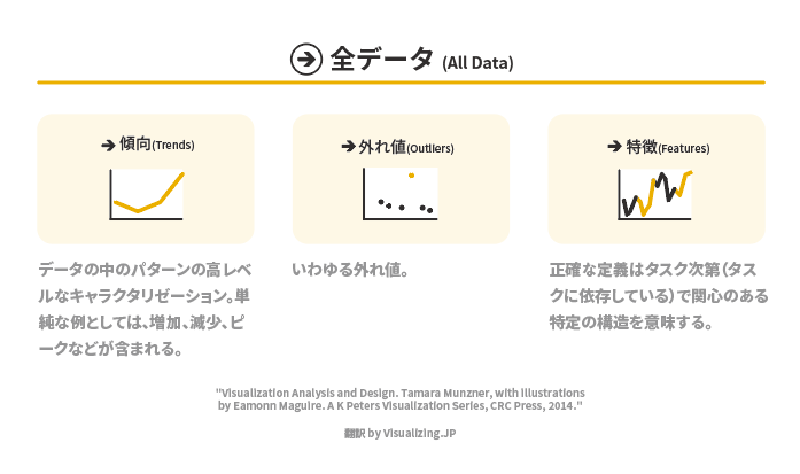 全データ (All Data)
傾向(Trends)
外れ値(Outliers)
特徴(Features)
データの中のパターンの高レベ
ルなキャラクタリゼーション。単
純な例としては、増加、減少、ピ
ークなどが含まれる。
いわゆる外れ値。
正確な定義はタスク次第(タス
クに依存している)で関心のある
特定の構造を意味する。
"Visualization Analysis and Design. Tamara Munzner, with illustrations
by Eamonn Maguire. A K Peters Visualization Series, CRC Press, 2014."
翻訳 by Visualizing.JP